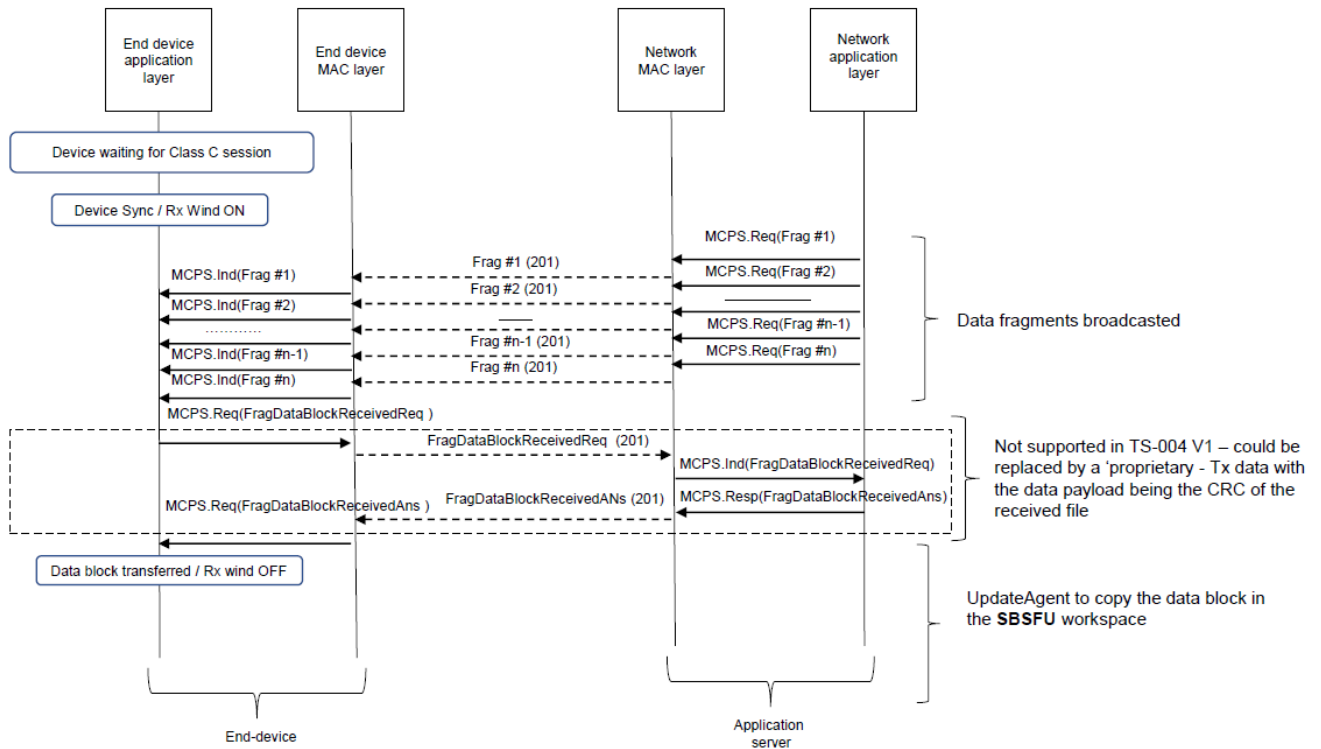 End device
application
layer
End device
MAC layer
Network
MAC layer
Network
application
layer
Device waiting for Class C session
Device Sync / Rx Wind ON
MCPS.Req(Frag #1)
Frag #1 (201)
MCPS.Ind(Frag #1)
MCPS.Req(Frag #2)
Frag #2 (201)
MCPS.Ind(Frag #2)
............
MCPS.Req(Frag #n-1)
Frag #n-1 (201)
MCPS.Ind(Frag #n-1)
MCPS.Req(Frag #n)
Frag #n (201)
MCPS.Ind(Frag #n)
Data fragments broadcasted
MCPS.Req(FragDataBlockReceivedReq )
FragDataBlockReceivedReq (201)
MCPS.Ind(FragDataBlockReceivedReq)
MCPS.Resp(FragDataBlockReceivedAns)
FragDataBlockReceivedANs (201)
MCPS.Req(FragDataBlockReceivedAns )
Not supported in TS-004 V1 – could be
replaced by a ‘proprietary - Tx data with
the data payload being the CRC of the
received file
Data block transferred / Rx wind OFF
UpdateAgent to copy the data block in
the SBSFU workspace
End-device
Application
server